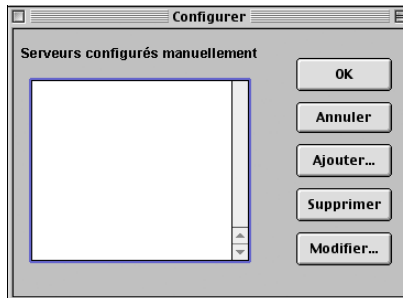 Configurer
Serveurs configurés manuellement
OK
Annuler
Ajouter...
Supprimer
Modifier...